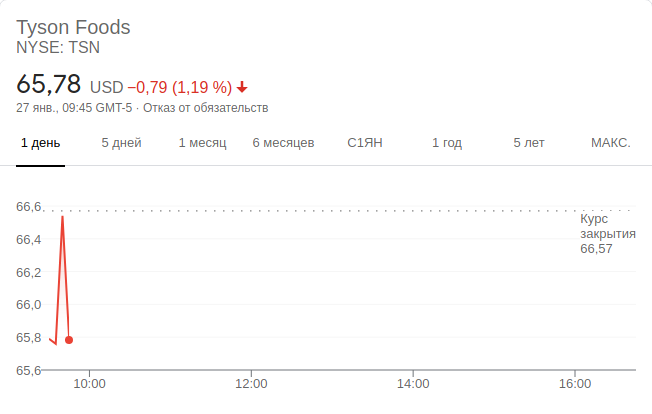 Tyson Foods
NYSE: TSN
65,78 USD −0,79 (1,19 %)
27 янв., 09:45 GMT-5 · Отказ от обязательств
1 день 5 дней 1 месяц 6 месяцев С1ЯН 1 год 5 лет МАКС.
66,6
Курс
закрытия
66,57
66,4
66,2
66,0
65,8
65,6
10:00 12:00 14:00 16:00